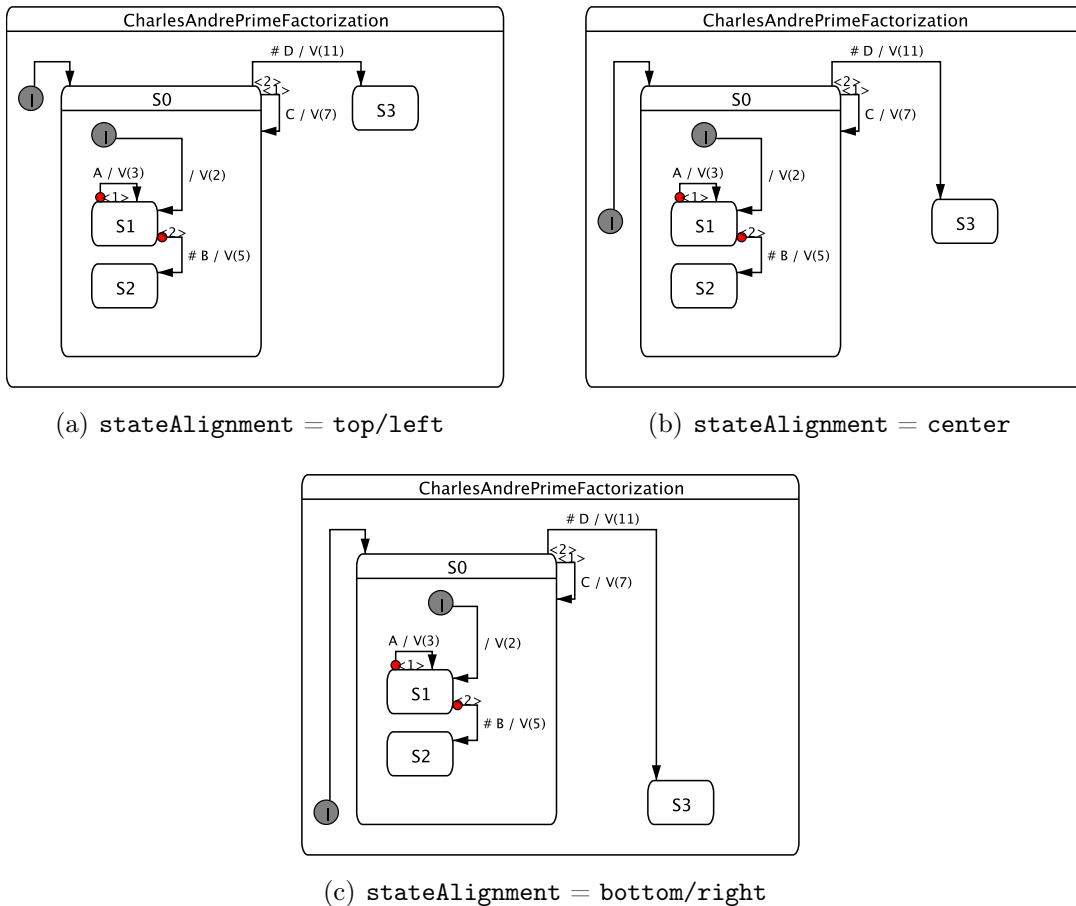 CharlesAndrePrimeFactorization
# D / V(11)
<2>
<1>
I
S0
C / V(7)
S3
I
A / V(3)
/ V(2)
<1>
S1
<2>
# B / V(5)
S2
(a) stateAlignment = top/left
CharlesAndrePrimeFactorization
# D / V(11)
<2>
<1>
S0
C / V(7)
I
A / V(3)
/ V(2)
<1>
I
S1
S3
<2>
# B / V(5)
S2
(b) stateAlignment = center
CharlesAndrePrimeFactorization
# D / V(11)
<2>
<1>
S0
C / V(7)
I
A / V(3)
/ V(2)
<1>
S1
<2>
# B / V(5)
S2
I
S3
(c) stateAlignment = bottom/right